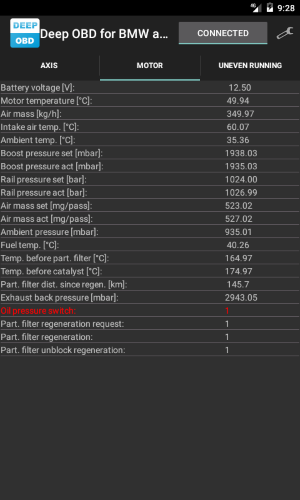 9:28
DEEP
OBD
Deep OBD for BMW a...
CONNECTED
AXIS
MOTOR
UNEVEN RUNNING
Battery voltage [V]: 12.50
Motor temperature [°C]: 49.94
Air mass [kg/h]: 349.97
Intake air temp. [°C]: 60.07
Ambient temp. [°C]: 35.36
Boost pressure set [mbar]: 1938.03
Boost pressure act [mbar]: 1935.03
Rail pressure set [bar]: 1024.00
Rail pressure act [bar]: 1026.99
Air mass set [mg/pass]: 523.02
Air mass act [mg/pass]: 527.02
Ambient pressure [mbar]: 935.01
Fuel temp. [°C]: 40.26
Temp. before part. filter [°C]: 164.97
Temp. before catalyst [°C]: 174.97
Part. filter dist. since regen. [km]: 145.7
Exhaust back pressure [mbar]: 2943.05
Oil pressure switch: 1
Part. filter regeneration request: 1
Part. filter regeneration: 1
Part. filter unblock regeneration: 1